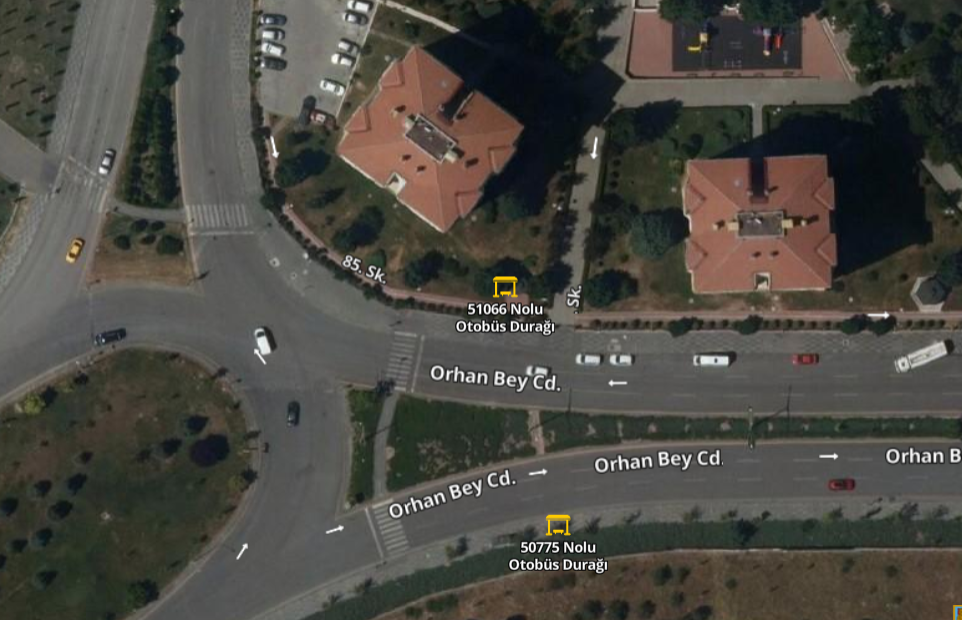 85. Sk.
. Sk.
51066 Nolu
Otobüs Durağı
Orhan Bey Cd.
Orhan Bey Cd.
Orhan Bey Cd.
Orhan B
50775 Nolu
Otobüs Durağı